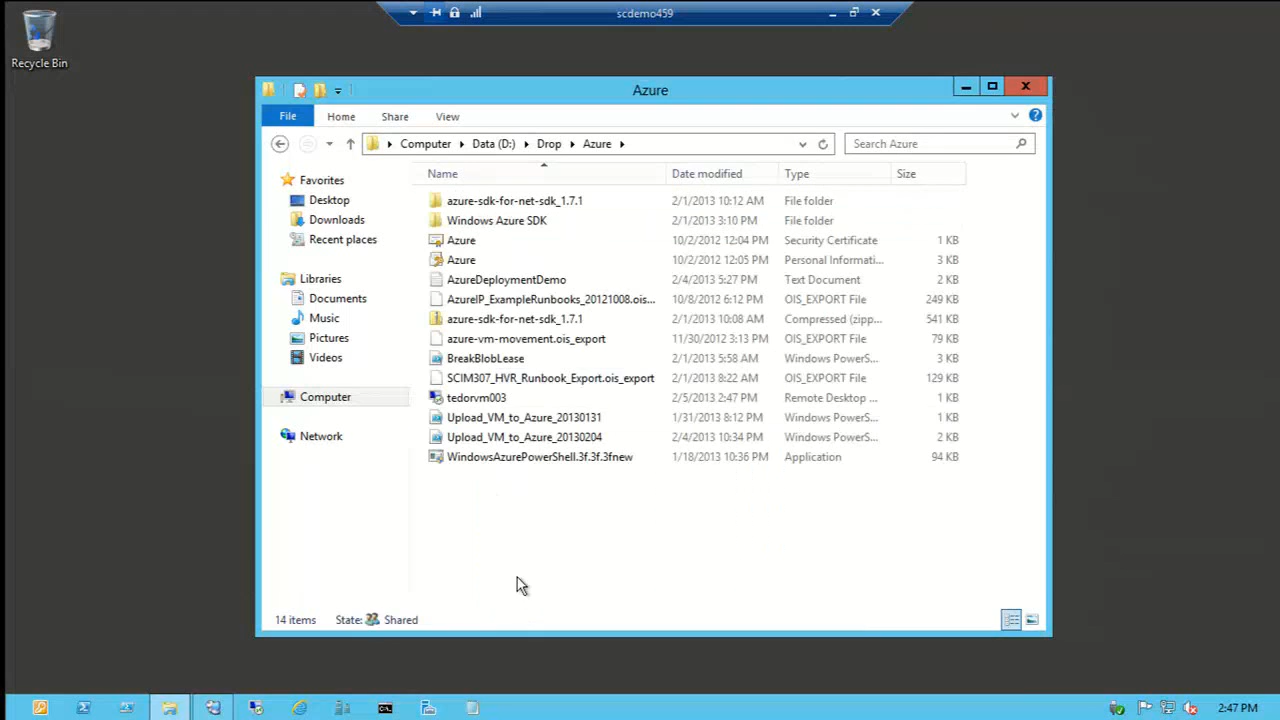 scdemo459
Recycle Bin
Azure
File Home Share View
Computer Data (D:) Drop Azure
Search Azure
Name Date modified Type Size
Favorites
Desktop
Downloads
Recent places
Libraries
Documents
Music
Pictures
Videos
Computer
Network
azure-sdk-for-net-sdk_1.7.1 2/1/2013 10:12 AM File folder
Windows Azure SDK 2/1/2013 3:10 PM File folder
Azure 10/2/2012 12:04 PM Security Certificate 1 KB
Azure 10/2/2012 12:05 PM Personal Informati... 3 KB
AzureDeploymentDemo 2/4/2013 5:27 PM Text Document 2 KB
AzureIP_ExampleRunbooks_20121008.ois... 10/8/2012 6:12 PM OIS_EXPORT File 249 KB
azure-sdk-for-net-sdk_1.7.1 2/1/2013 10:08 AM Compressed (zipp... 541 KB
azure-vm-movement.ois_export 11/30/2012 3:13 PM OIS_EXPORT File 79 KB
BreakBlobLease 2/1/2013 5:58 AM Windows PowerS... 3 KB
SCIM307_HVR_Runbook_Export.ois_export 2/1/2013 8:22 AM OIS_EXPORT File 129 KB
tedorvm003 2/5/2013 2:47 PM Remote Desktop ... 3 KB
Upload_VM_to_Azure_20130131 1/31/2013 8:12 PM Windows PowerS... 1 KB
Upload_VM_to_Azure_20130204 2/4/2013 10:34 PM Windows PowerS... 2 KB
WindowsAzurePowerShell.3f.3f.3fnew 1/18/2013 10:36 PM Application 94 KB
14 items State: Shared
2:47 PM